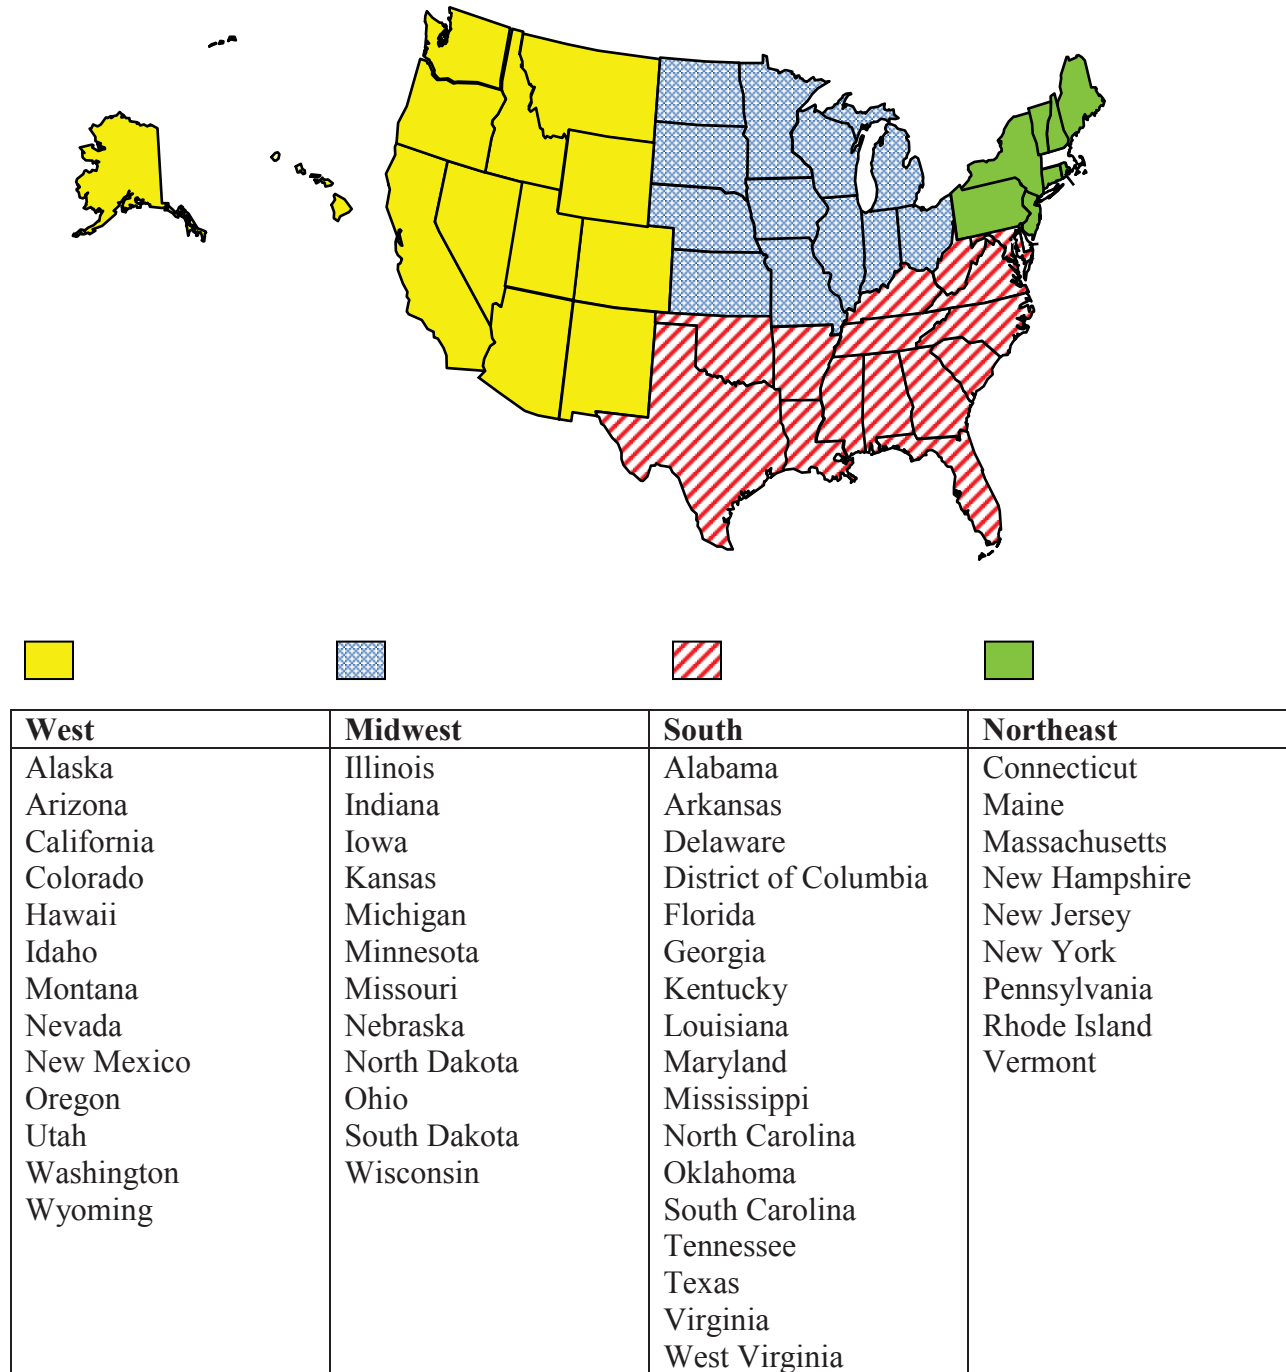 West Midwest South Northeast
Alaska Illinois Alabama Connecticut
Arizona Indiana Arkansas Maine
California Iowa Delaware Massachusetts
Colorado Kansas District of Columbia New Hampshire
Hawaii Michigan Florida New Jersey
Idaho Minnesota Georgia New York
Montana Missouri Kentucky Pennsylvania
Nevada Nebraska Louisiana Rhode Island
New Mexico North Dakota Maryland Vermont
Oregon Ohio Mississippi
Utah South Dakota North Carolina
Washington Wisconsin Oklahoma
Wyoming South Carolina
Tennessee
Texas
Virginia
West Virginia